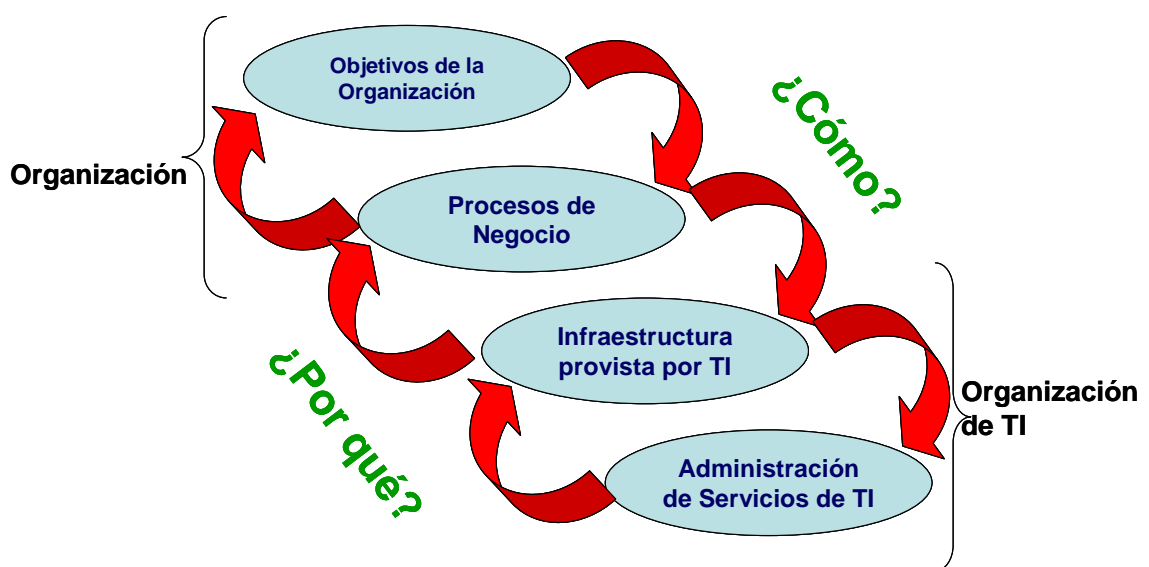 Objetivos de la
Organización
¿Cómo?
Organización
Procesos de
Negocio
Infraestructura
provista por TI
¿Por qué?
Organización
de TI
Administración
de Servicios de TI